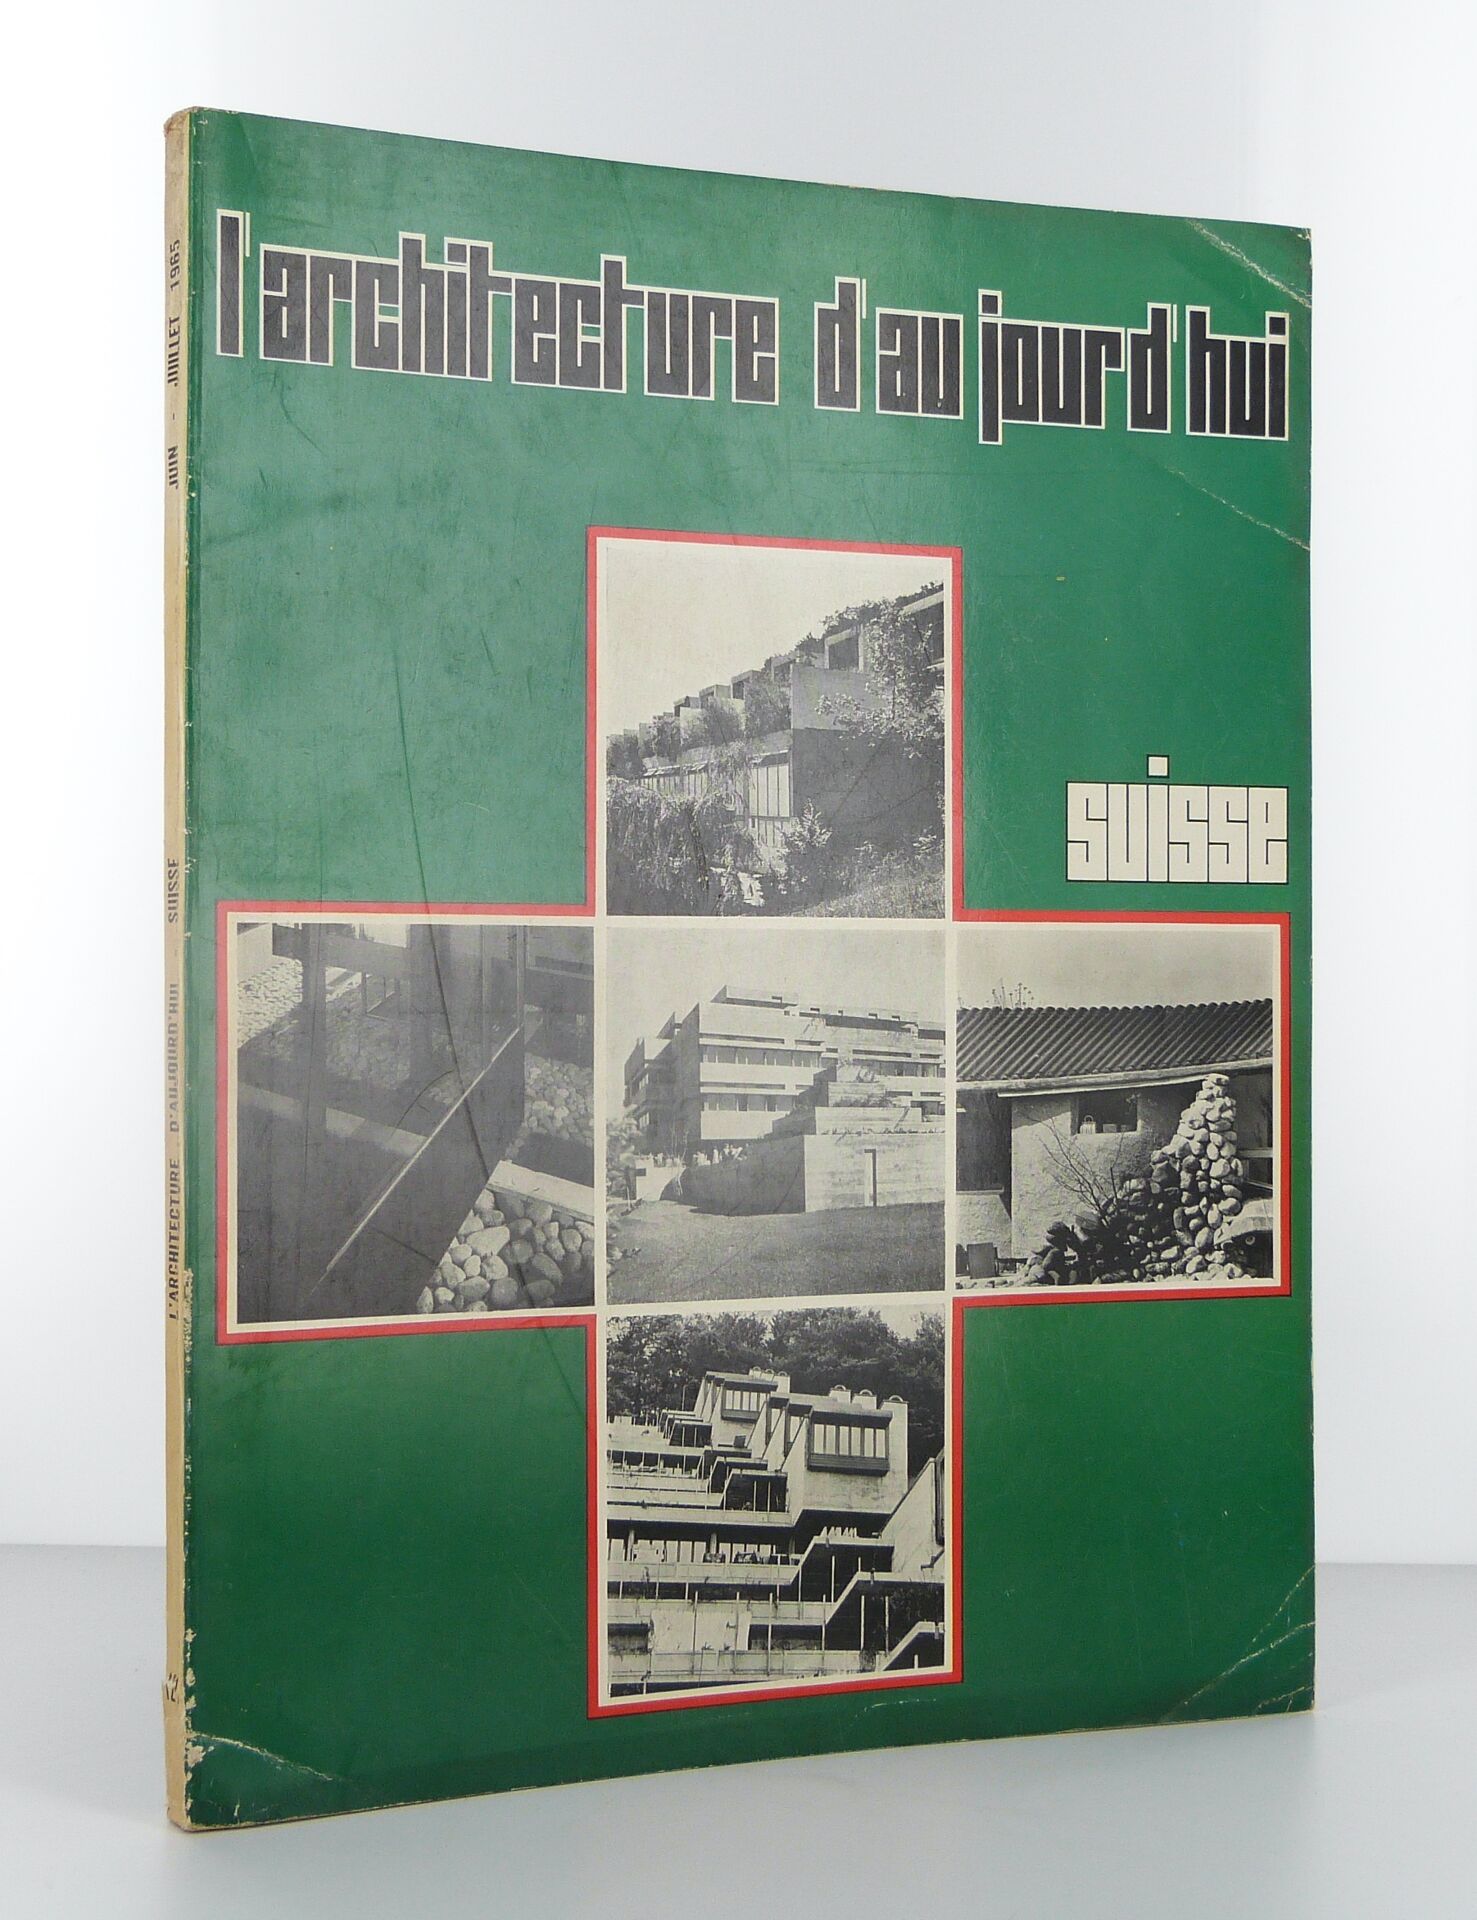 l'architecture d'aujourd'hui
suisse
L'ARCHITECTURE D'AUJOURD'HUI - SUISSE JUIN - JUILLET 1965